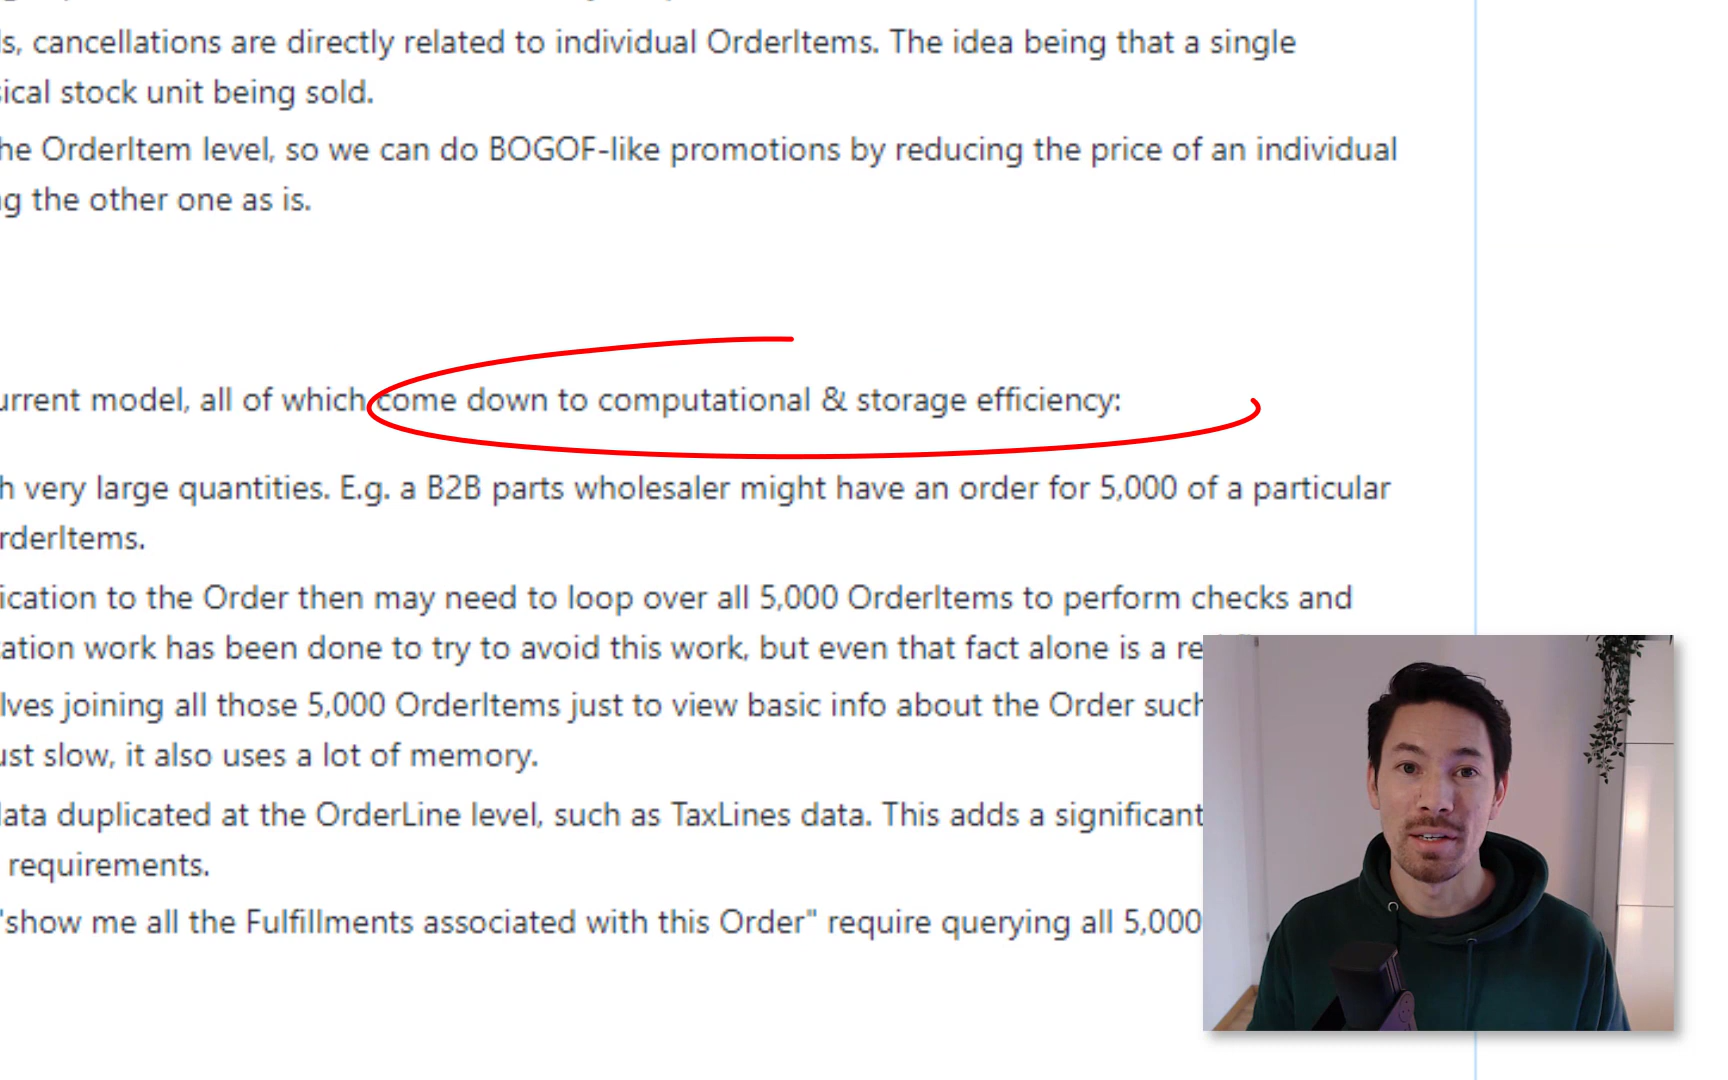 s, cancellations are directly related to individual OrderItems. The idea being that a single
sical stock unit being sold.
he OrderItem level, so we can do BOGOF-like promotions by reducing the price of an individual
ng the other one as is.
urrent model, all of which come down to computational & storage efficiency:
h very large quantities. E.g. a B2B parts wholesaler might have an order for 5,000 of a particular
rderItems.
ication to the Order then may need to loop over all 5,000 OrderItems to perform checks and
ation work has been done to try to avoid this work, but even that fact alone is a re
lves joining all those 5,000 OrderItems just to view basic info about the Order such
ust slow, it also uses a lot of memory.
data duplicated at the OrderLine level, such as TaxLines data. This adds a significant
requirements.
"show me all the Fulfillments associated with this Order" require querying all 5,000